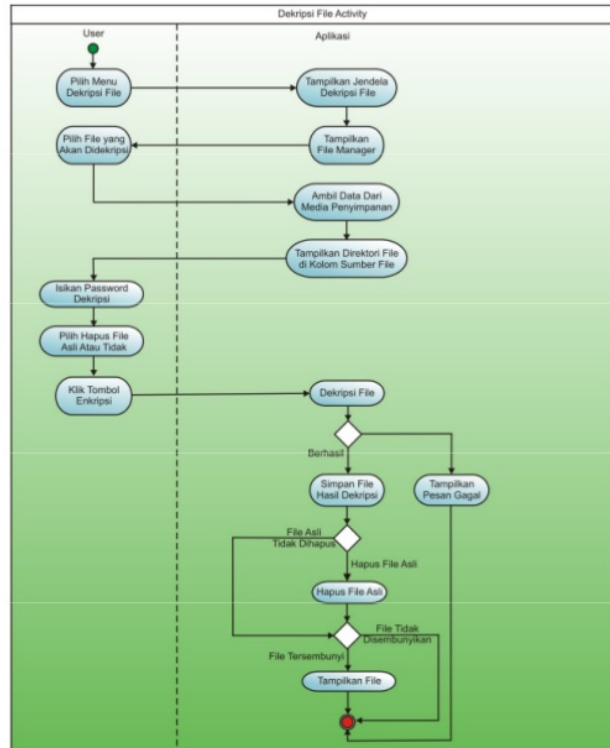 Dekripsi File Activity
User
Aplikasi
Pilih Menu
Dekripsi File
Tampilkan Jendela
Dekripsi File
Tampilkan
File Manager
Pilih File yang
Akan Didekripsi
Ambil Data Dari
Media Penyimpanan
Tampilkan Direktori File
di Kolom Sumber File
Isikan Password
Dekripsi
Pilih Hapus File
Asli Atau Tidak
Klik Tombol
Enkripsi
Dekripsi File
Berhasil
Simpan File
Hasil Dekripsi
Tampilkan
Pesan Gagal
File Asli
Tidak Dihapus
Hapus File Asli
Hapus File Asli
File Tidak
Disembunyikan
File Tersembunyi
Tampilkan File